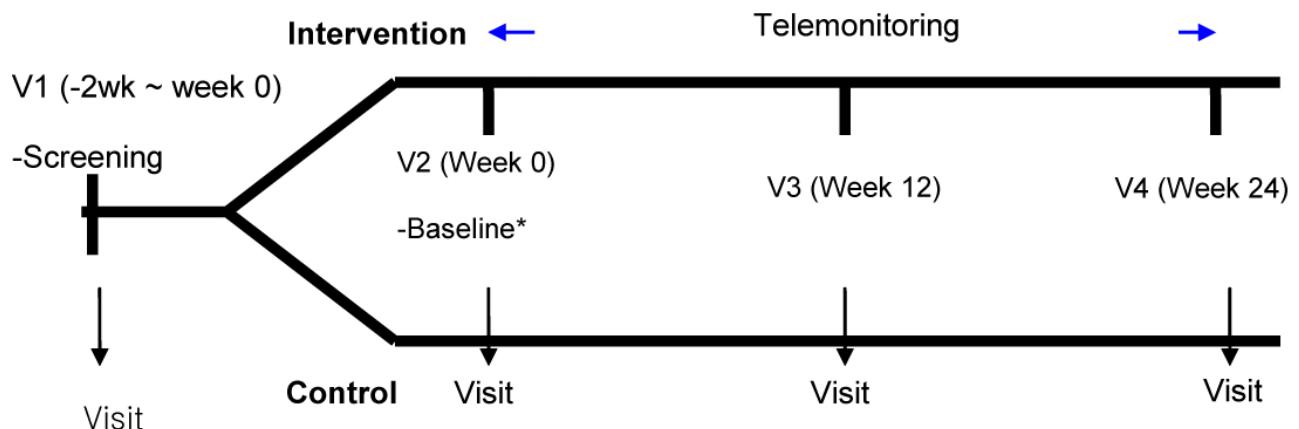 Intervention
Telemonitoring
V1 (-2wk ~ week 0)
-Screening
V2 (Week 0)
-Baseline*
V3 (Week 12)
V4 (Week 24)
Control
Visit
Visit
Visit
Visit